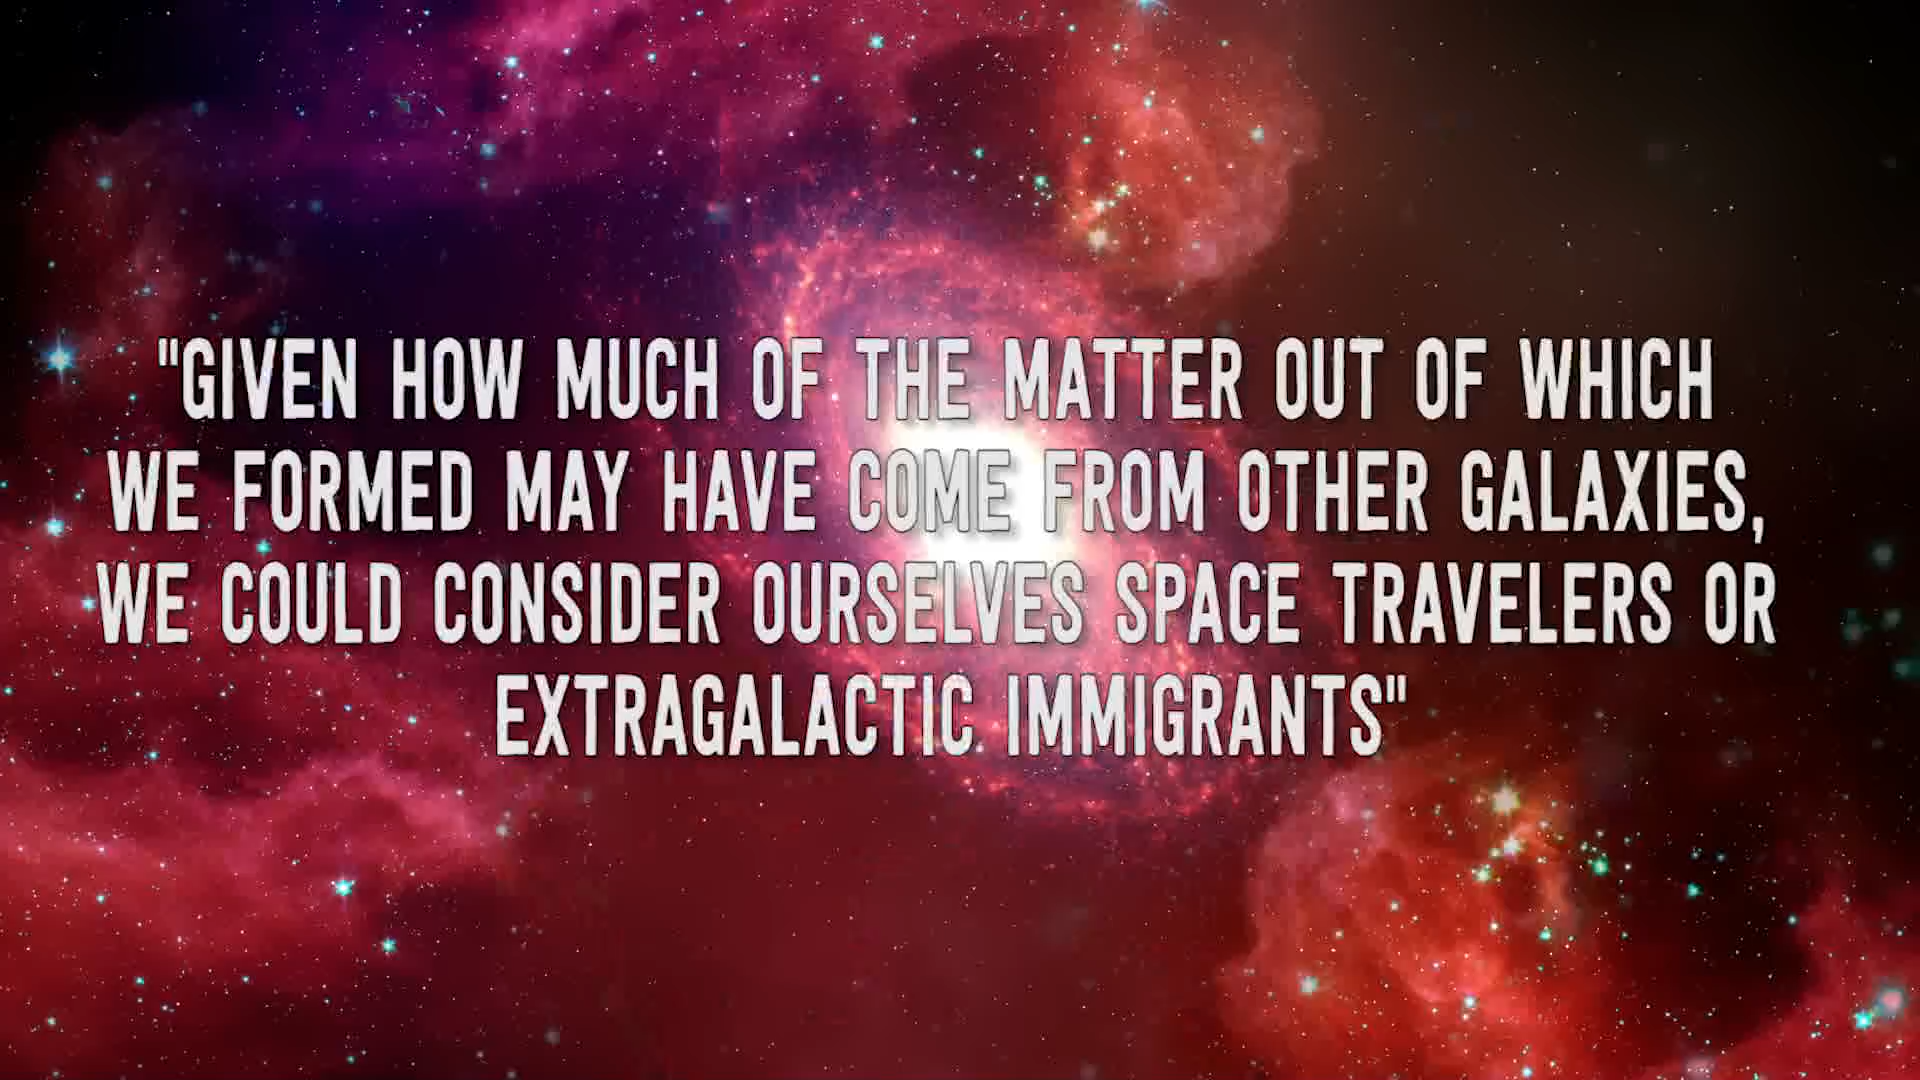 "GIVEN HOW MUCH OF THE MATTER OUT OF WHICH
WE FORMED MAY HAVE COME FROM OTHER GALAXIES,
WE COULD CONSIDER OURSELVES SPACE TRAVELERS OR
EXTRAGALACTIC IMMIGRANTS"